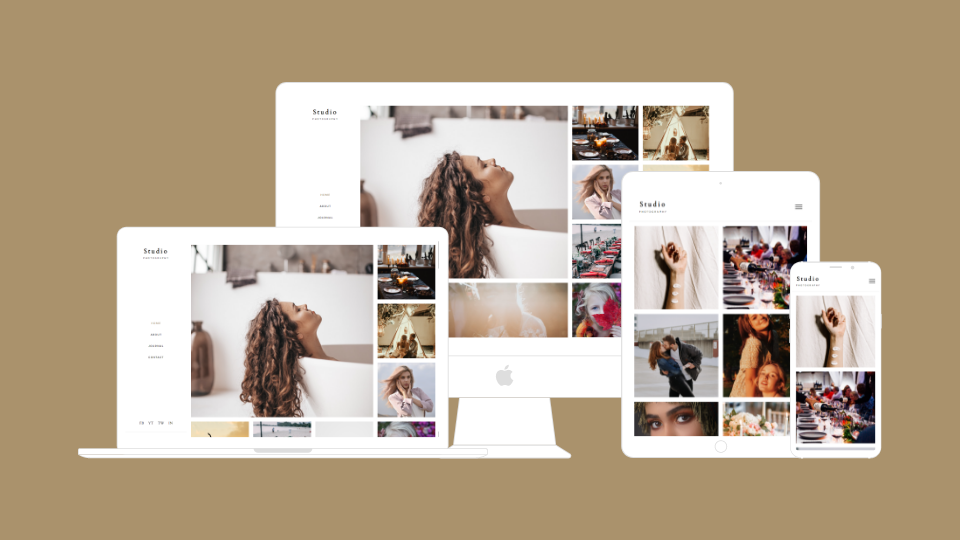 Studio
PHOTOGRAPHY
HOME
ABOUT
JOURNAL
Studio
PHOTOGRAPHY
Studio
PHOTOGRAPHY
HOME
ABOUT
JOURNAL
CONTACT
FB YT TW IN
Studio
PHOTOGRAPHY